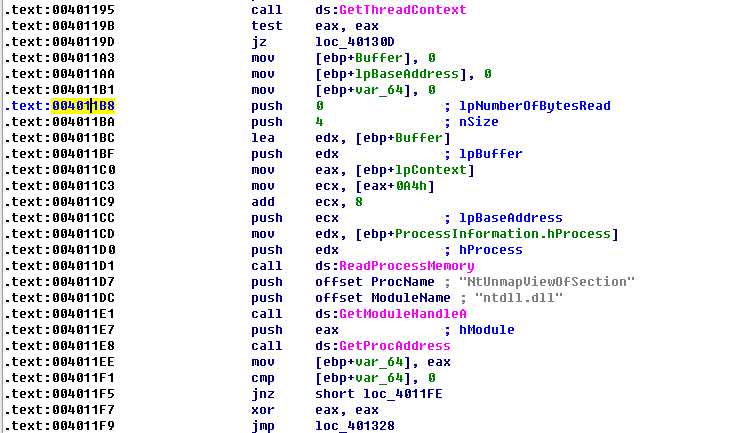 .text:00401195 call ds:GetThreadContext
.text:0040119B test eax, eax
.text:0040119D jz loc_40130D
.text:004011A3 mov [ebp+Buffer], 0
.text:004011AA mov [ebp+lpBaseAddress], 0
.text:004011B1 mov [ebp+var_64], 0
.text:004011B8 push 0 ; lpNumberOfBytesRead
.text:004011BA push 4 ; nSize
.text:004011BC lea edx, [ebp+Buffer]
.text:004011BF push edx ; lpBuffer
.text:004011C0 mov eax, [ebp+lpContext]
.text:004011C3 mov ecx, [eax+0A4h]
.text:004011C9 add ecx, 8
.text:004011CC push ecx ; lpBaseAddress
.text:004011CD mov edx, [ebp+ProcessInformation.hProcess]
.text:004011D0 push edx ; hProcess
.text:004011D1 call ds:ReadProcessMemory
.text:004011D7 push offset ProcName ; "NtUnmapViewOfSection"
.text:004011DC push offset ModuleName ; "ntdll.dll"
.text:004011E1 call ds:GetModuleHandleA
.text:004011E7 push eax ; hModule
.text:004011E8 call ds:GetProcAddress
.text:004011EE mov [ebp+var_64], eax
.text:004011F1 cmp [ebp+var_64], 0
.text:004011F5 jnz short loc_4011FE
.text:004011F7 xor eax, eax
.text:004011F9 jmp loc_401328